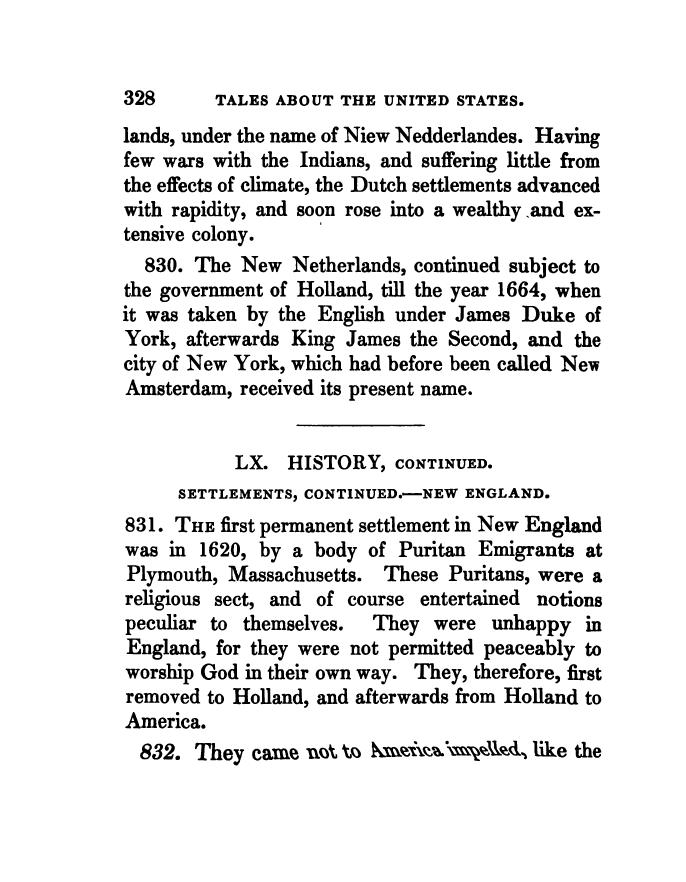 328 TALES ABOUT THE UNITED STATES.
lands, under the name of Niew Nedderlandes. Having
few wars with the Indians, and suffering little from
the effects of climate, the Dutch settlements advanced
with rapidity, and soon rose into a wealthy and ex-
tensive colony.
830. The New Netherlands, continued subject to
the government of Holland, till the year 1664, when
it was taken by the English under James Duke of
York, afterwards King James the Second, and the
city of New York, which had before been called New
Amsterdam, received its present name.
LX. HISTORY, CONTINUED.
SETTLEMENTS, CONTINUED.—NEW ENGLAND.
831. THE first permanent settlement in New England
was in 1620, by a body of Puritan Emigrants at
Plymouth, Massachusetts. These Puritans, were a
religious sect, and of course entertained notions
peculiar to themselves. They were unhappy in
England, for they were not permitted peaceably to
worship God in their own way. They, therefore, first
removed to Holland, and afterwards from Holland to
America.
832. They came not to America impelled, like the